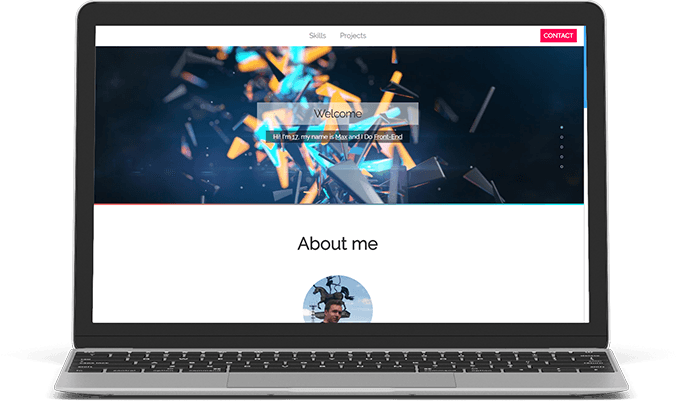 Skills Projects CONTACT
Welcome
Hi! I'm 17, my name is Max and I Do Front-End
About me